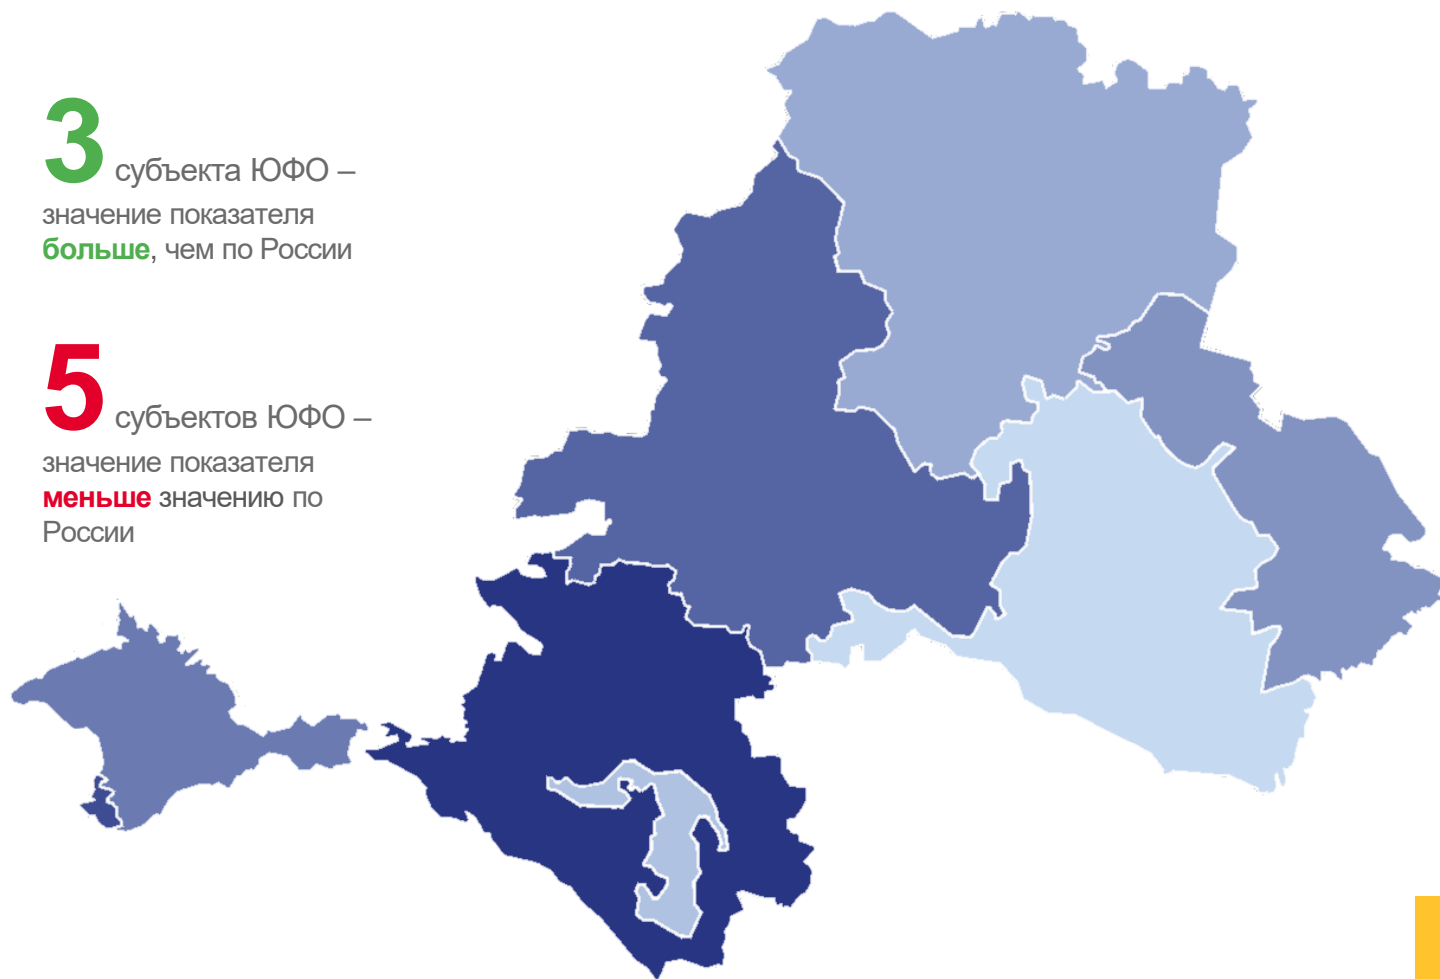 3 субъекта ЮФО –
значение показателя
больше, чем по России
5 субъектов ЮФО –
значение показателя
меньше значению по
России